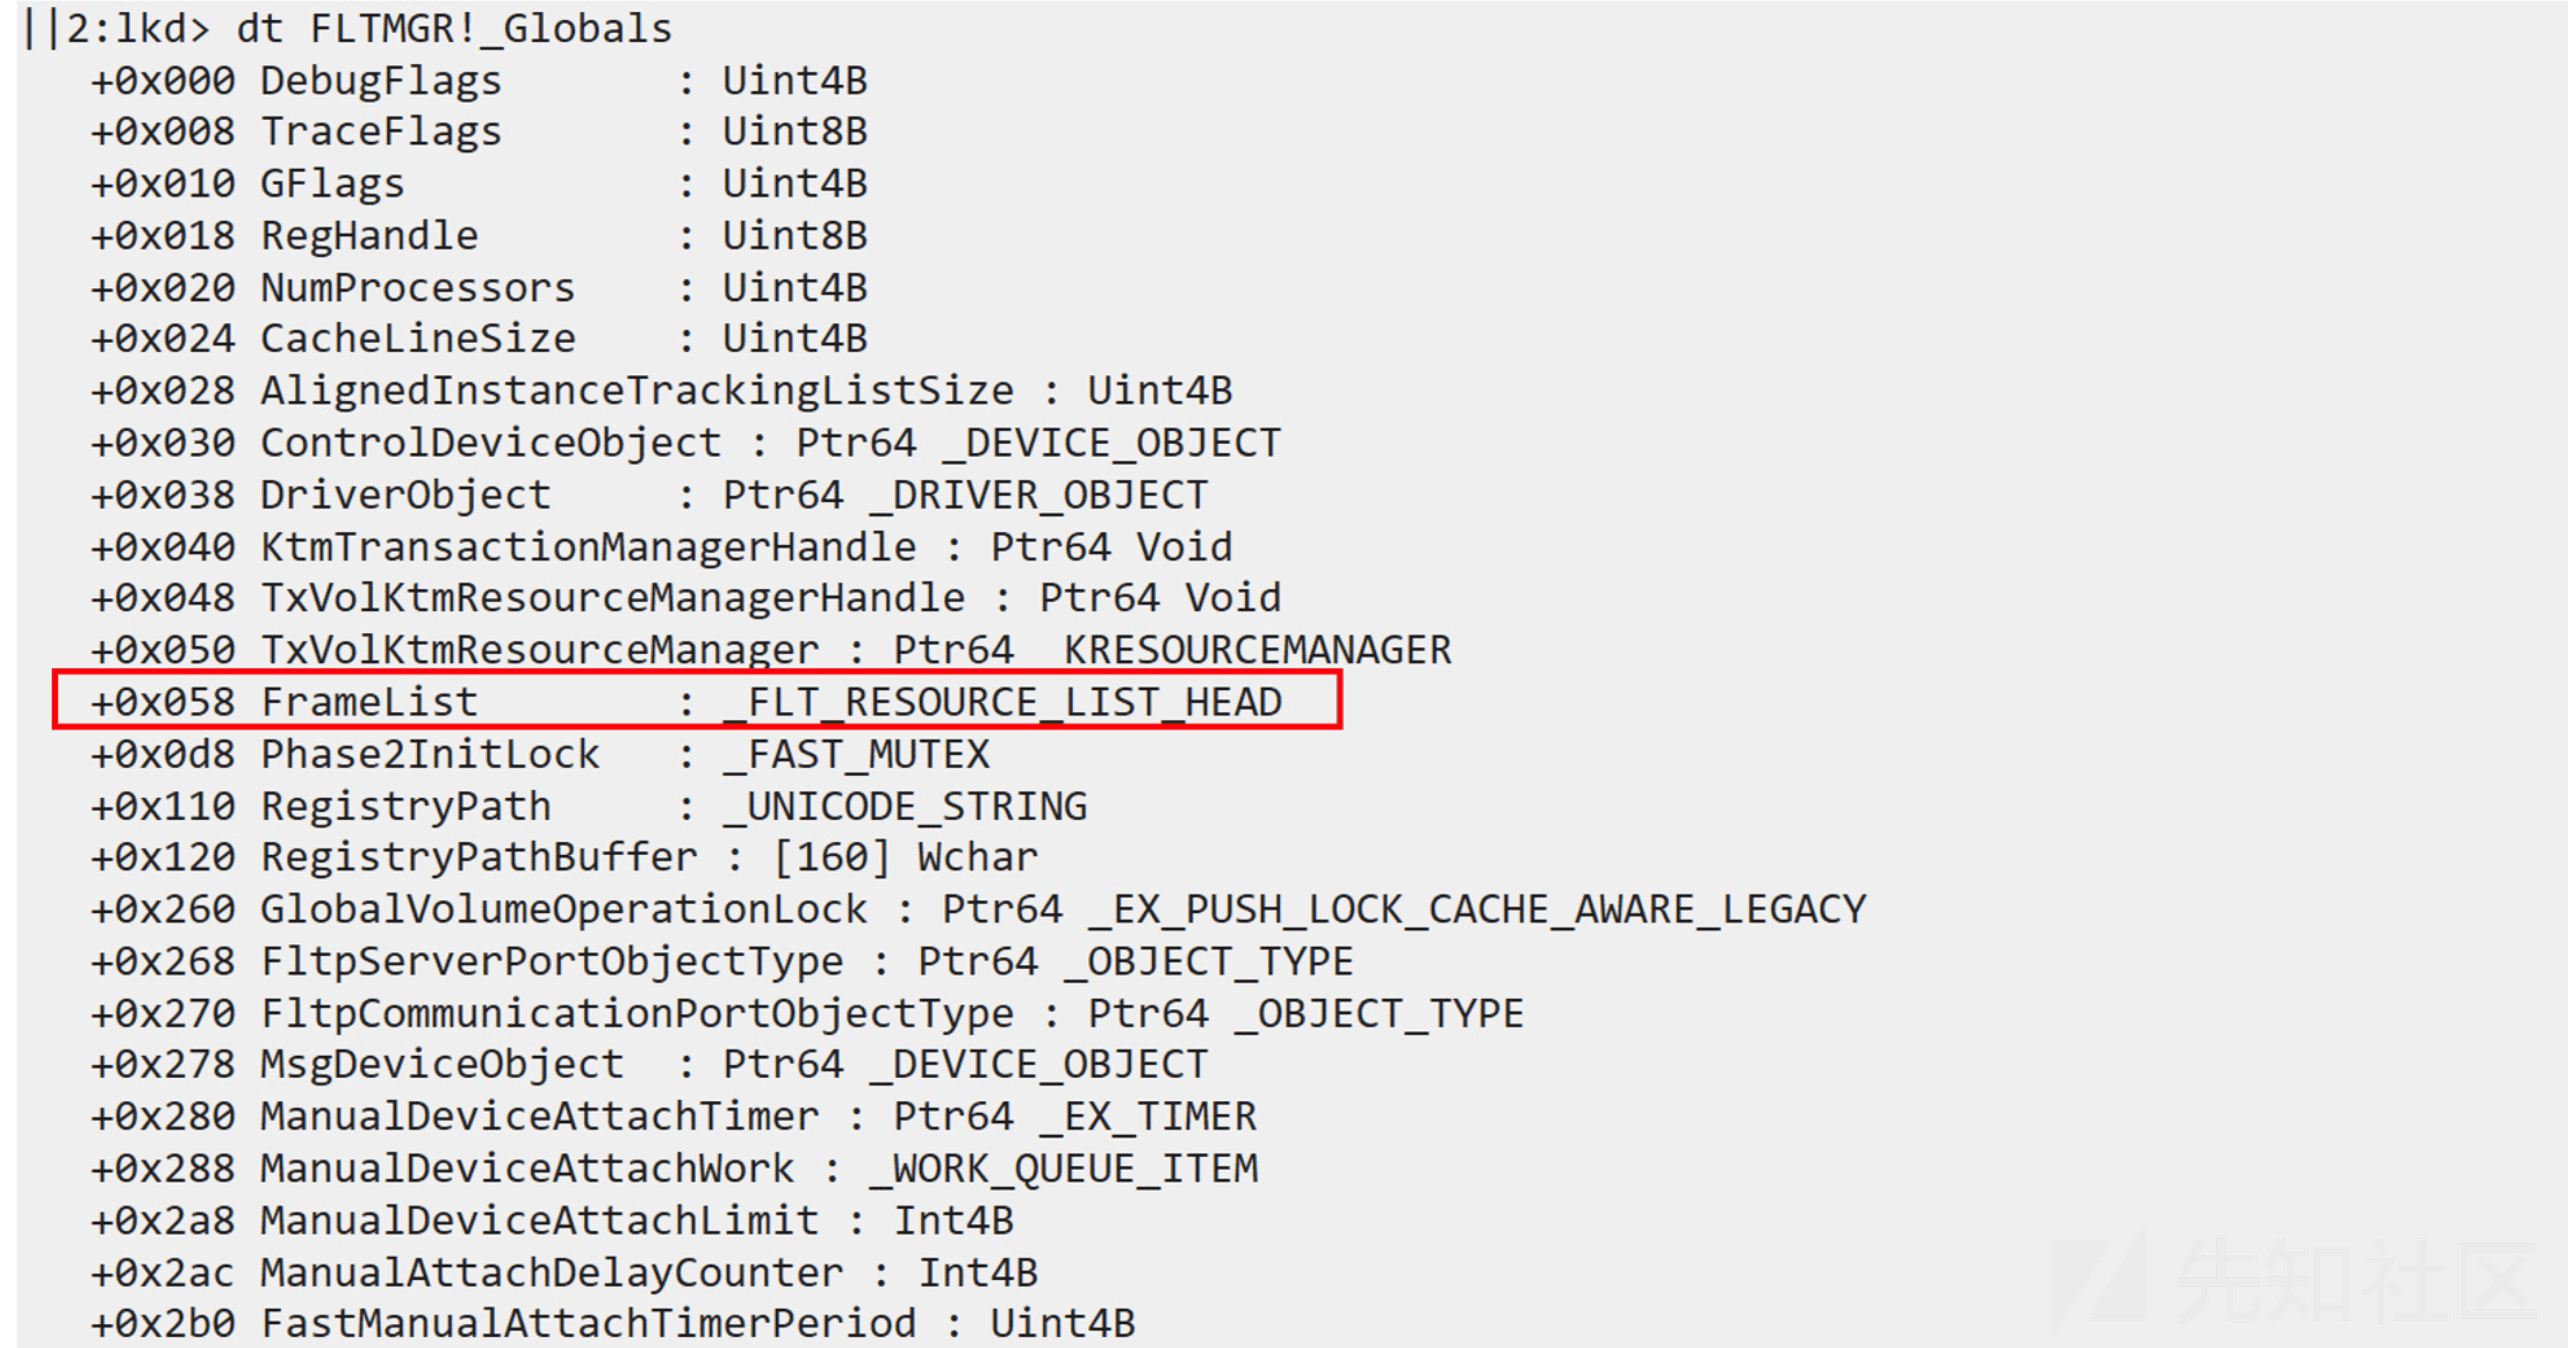 ||2:lkd> dt FLTMGR!_Globals
   +0x000 DebugFlags       : Uint4B
   +0x008 TraceFlags       : Uint8B
   +0x010 GFlags           : Uint4B
   +0x018 RegHandle        : Uint8B
   +0x020 NumProcessors    : Uint4B
   +0x024 CacheLineSize    : Uint4B
   +0x028 AlignedInstanceTrackingListSize : Uint4B
   +0x030 ControlDeviceObject : Ptr64 _DEVICE_OBJECT
   +0x038 DriverObject     : Ptr64 _DRIVER_OBJECT
   +0x040 KtmTransactionManagerHandle : Ptr64 Void
   +0x048 TxVolKtmResourceManagerHandle : Ptr64 Void
   +0x050 TxVolKtmResourceManager : Ptr64  KRESOURCEMANAGER
   +0x058 FrameList        : _FLT_RESOURCE_LIST_HEAD
   +0x0d8 Phase2InitLock   : _FAST_MUTEX
   +0x110 RegistryPath     : _UNICODE_STRING
   +0x120 RegistryPathBuffer : [160] Wchar
   +0x260 GlobalVolumeOperationLock : Ptr64 _EX_PUSH_LOCK_CACHE_AWARE_LEGACY
   +0x268 FltpServerPortObjectType : Ptr64 _OBJECT_TYPE
   +0x270 FltpCommunicationPortObjectType : Ptr64 _OBJECT_TYPE
   +0x278 MsgDeviceObject  : Ptr64 _DEVICE_OBJECT
   +0x280 ManualDeviceAttachTimer : Ptr64 _EX_TIMER
   +0x288 ManualDeviceAttachWork : _WORK_QUEUE_ITEM
   +0x2a8 ManualDeviceAttachLimit : Int4B
   +0x2ac ManualAttachDelayCounter : Int4B
   +0x2b0 FastManualAttachTimerPeriod : Uint4B
先知社区